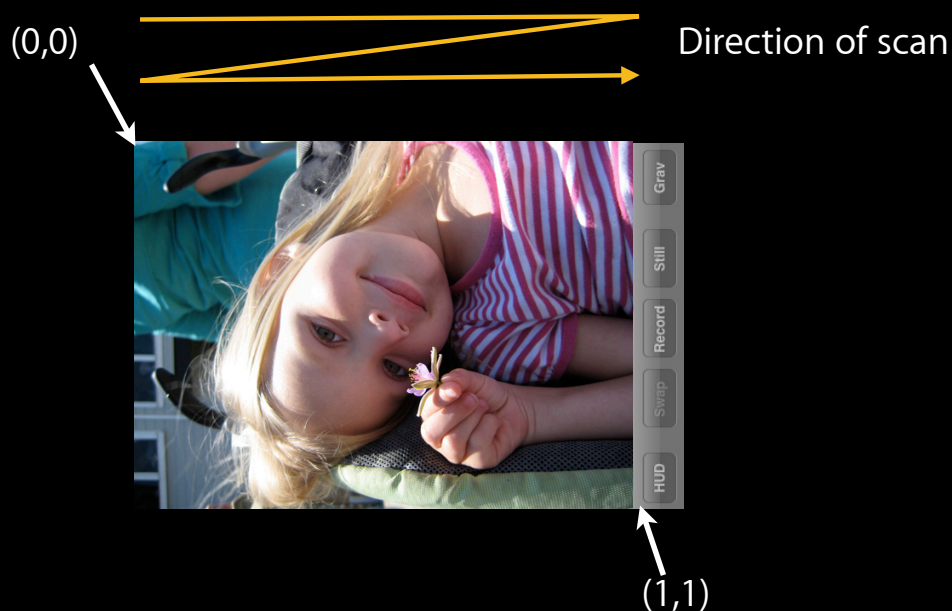 (0,0)
Direction of scan
Grav
Still
Record
Swap
HUD
(1,1)